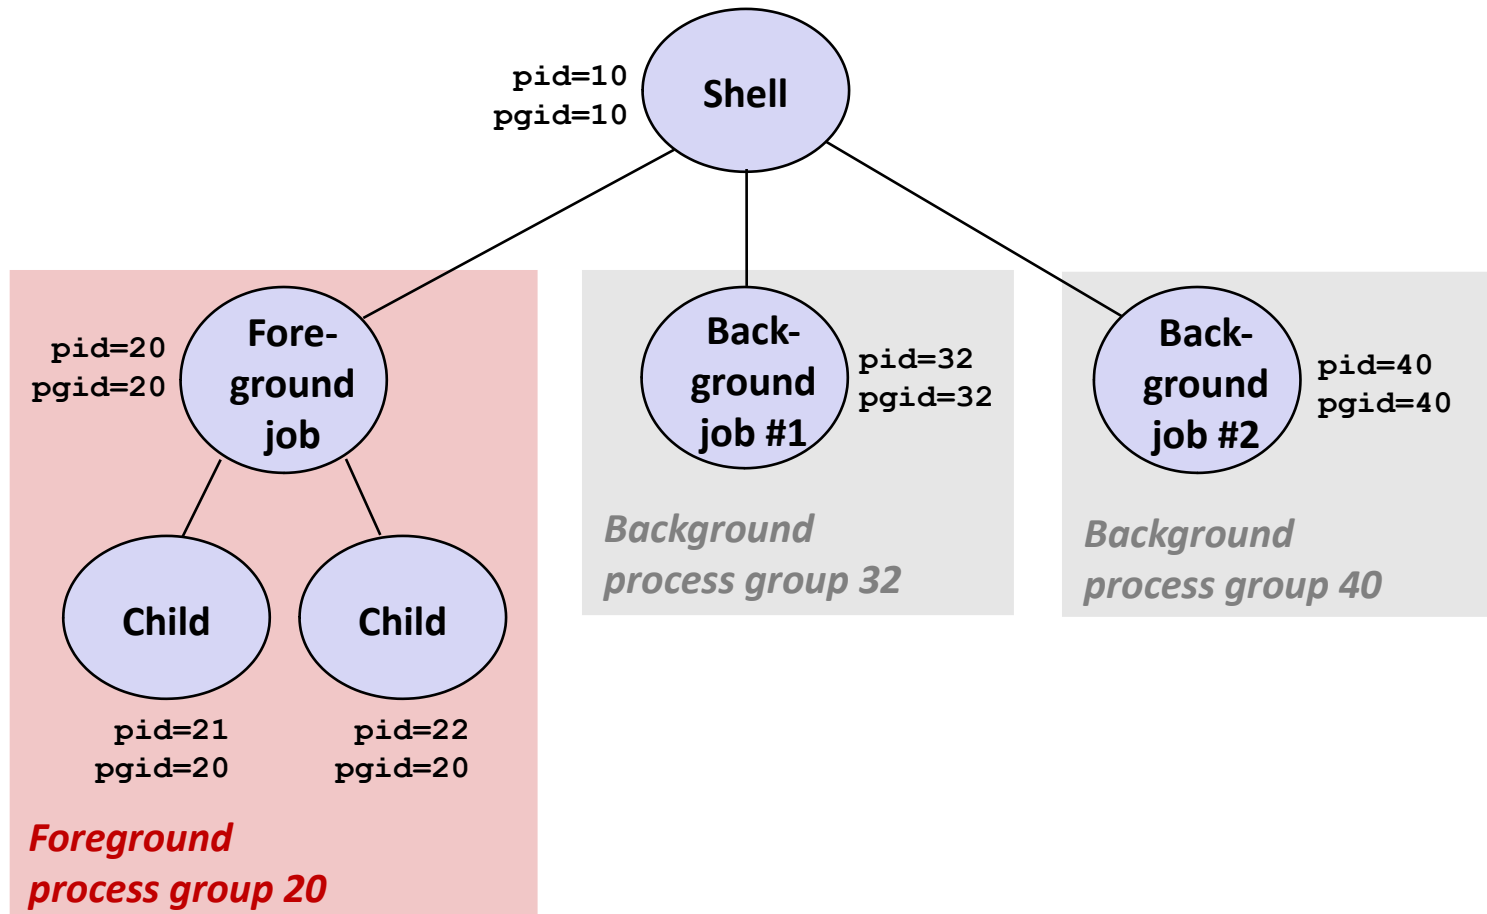 pid=10
pgid=10
Shell
pid=20
pgid=20
Fore-
ground
job
Back-
ground
job #1
pid=32
pgid=32
Back-
ground
job #2
pid=40
pgid=40
Background
process group 32
Background
process group 40
Child
Child
pid=21
pgid=20
pid=22
pgid=20
Foreground
process group 20